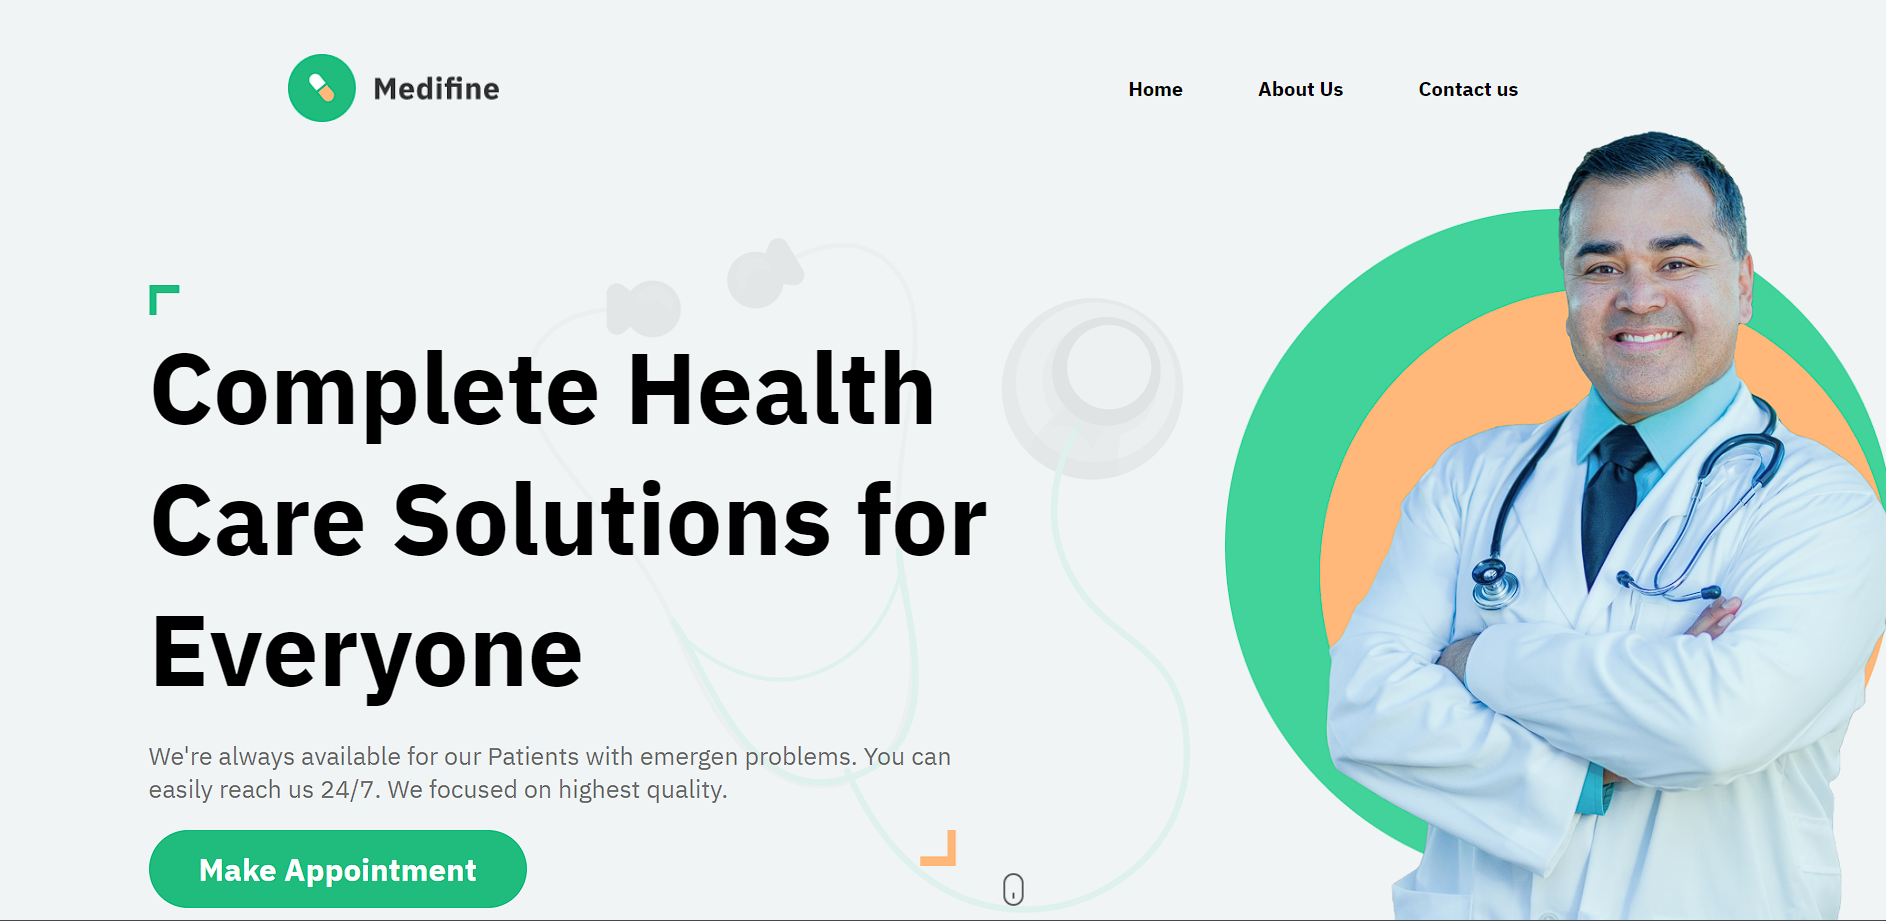 Medifine
Home
About Us
Contact us
Complete Health
Care Solutions for
Everyone
We're always available for our Patients with emergen problems. You can
easily reach us 24/7. We focused on highest quality.
Make Appointment